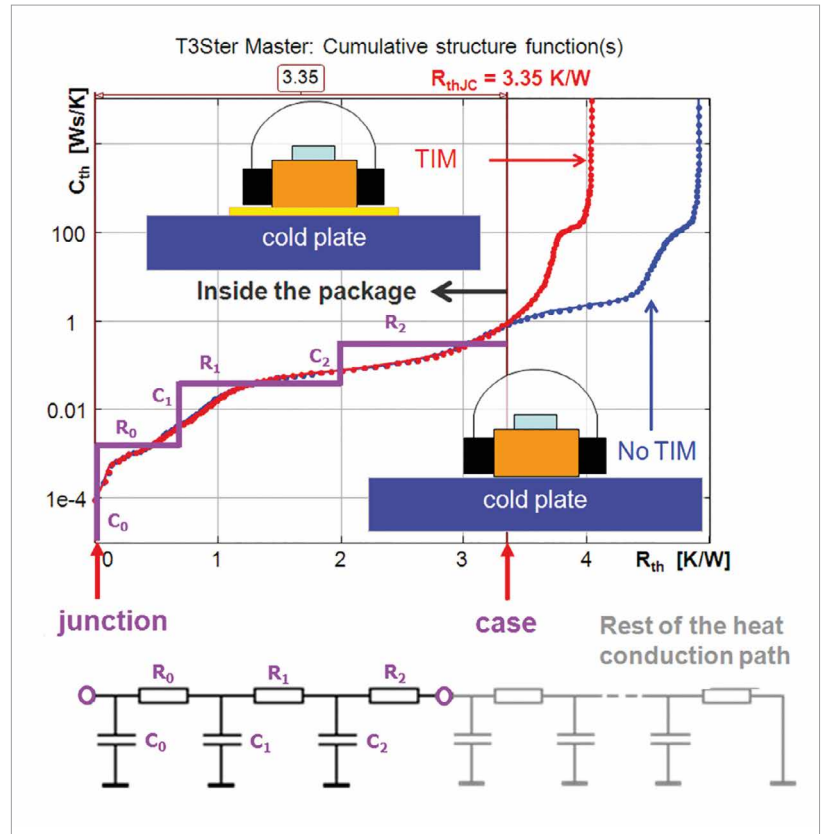 T3Ster Master: Cumulative structure function(s)
3.35
RthJC = 3.35 K/W
Cth [Ws/K]
TIM
cold plate
100
Inside the package
1
R2
R1
C2
C1
0.01
R0
No TIM
cold plate
1e-4
C0
0 1 2 3 4 Rth [K/W]
junction
case
Rest of the heat
conduction path
R0 R1 R2
C0 C1 C2